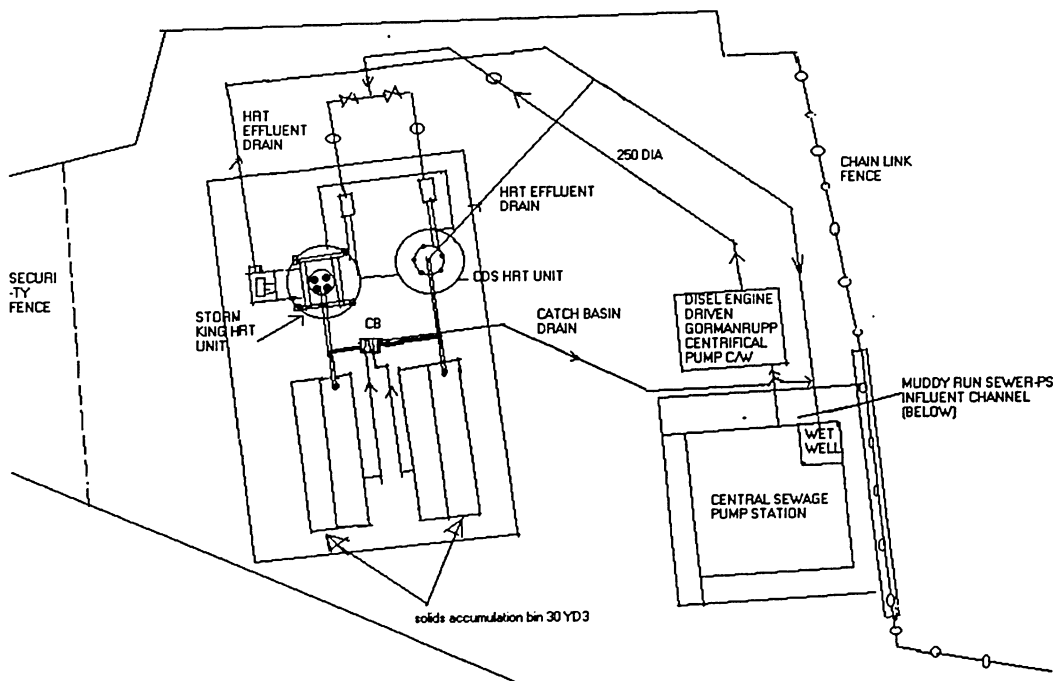 HRT
EFFLUENT
DRAIN
250 DIA
CHAIN LINK
FENCE
HRT EFFLUENT
DRAIN
SECURI
-TY
FENCE
CDS HRT UNIT
STORM
KING HRT
UNIT
CB
CATCH BASIN
DRAIN
DISEL ENGINE
DRIVEN
GORMANRUPP
CENTRIFICAL
PUMP C/W
MUDDY RUN SEWER-PS
INFLUENT CHANNEL
(BELOW)
WET
WELL
CENTRAL SEWAGE
PUMP STATION
solids accumulation bin 30 YD3